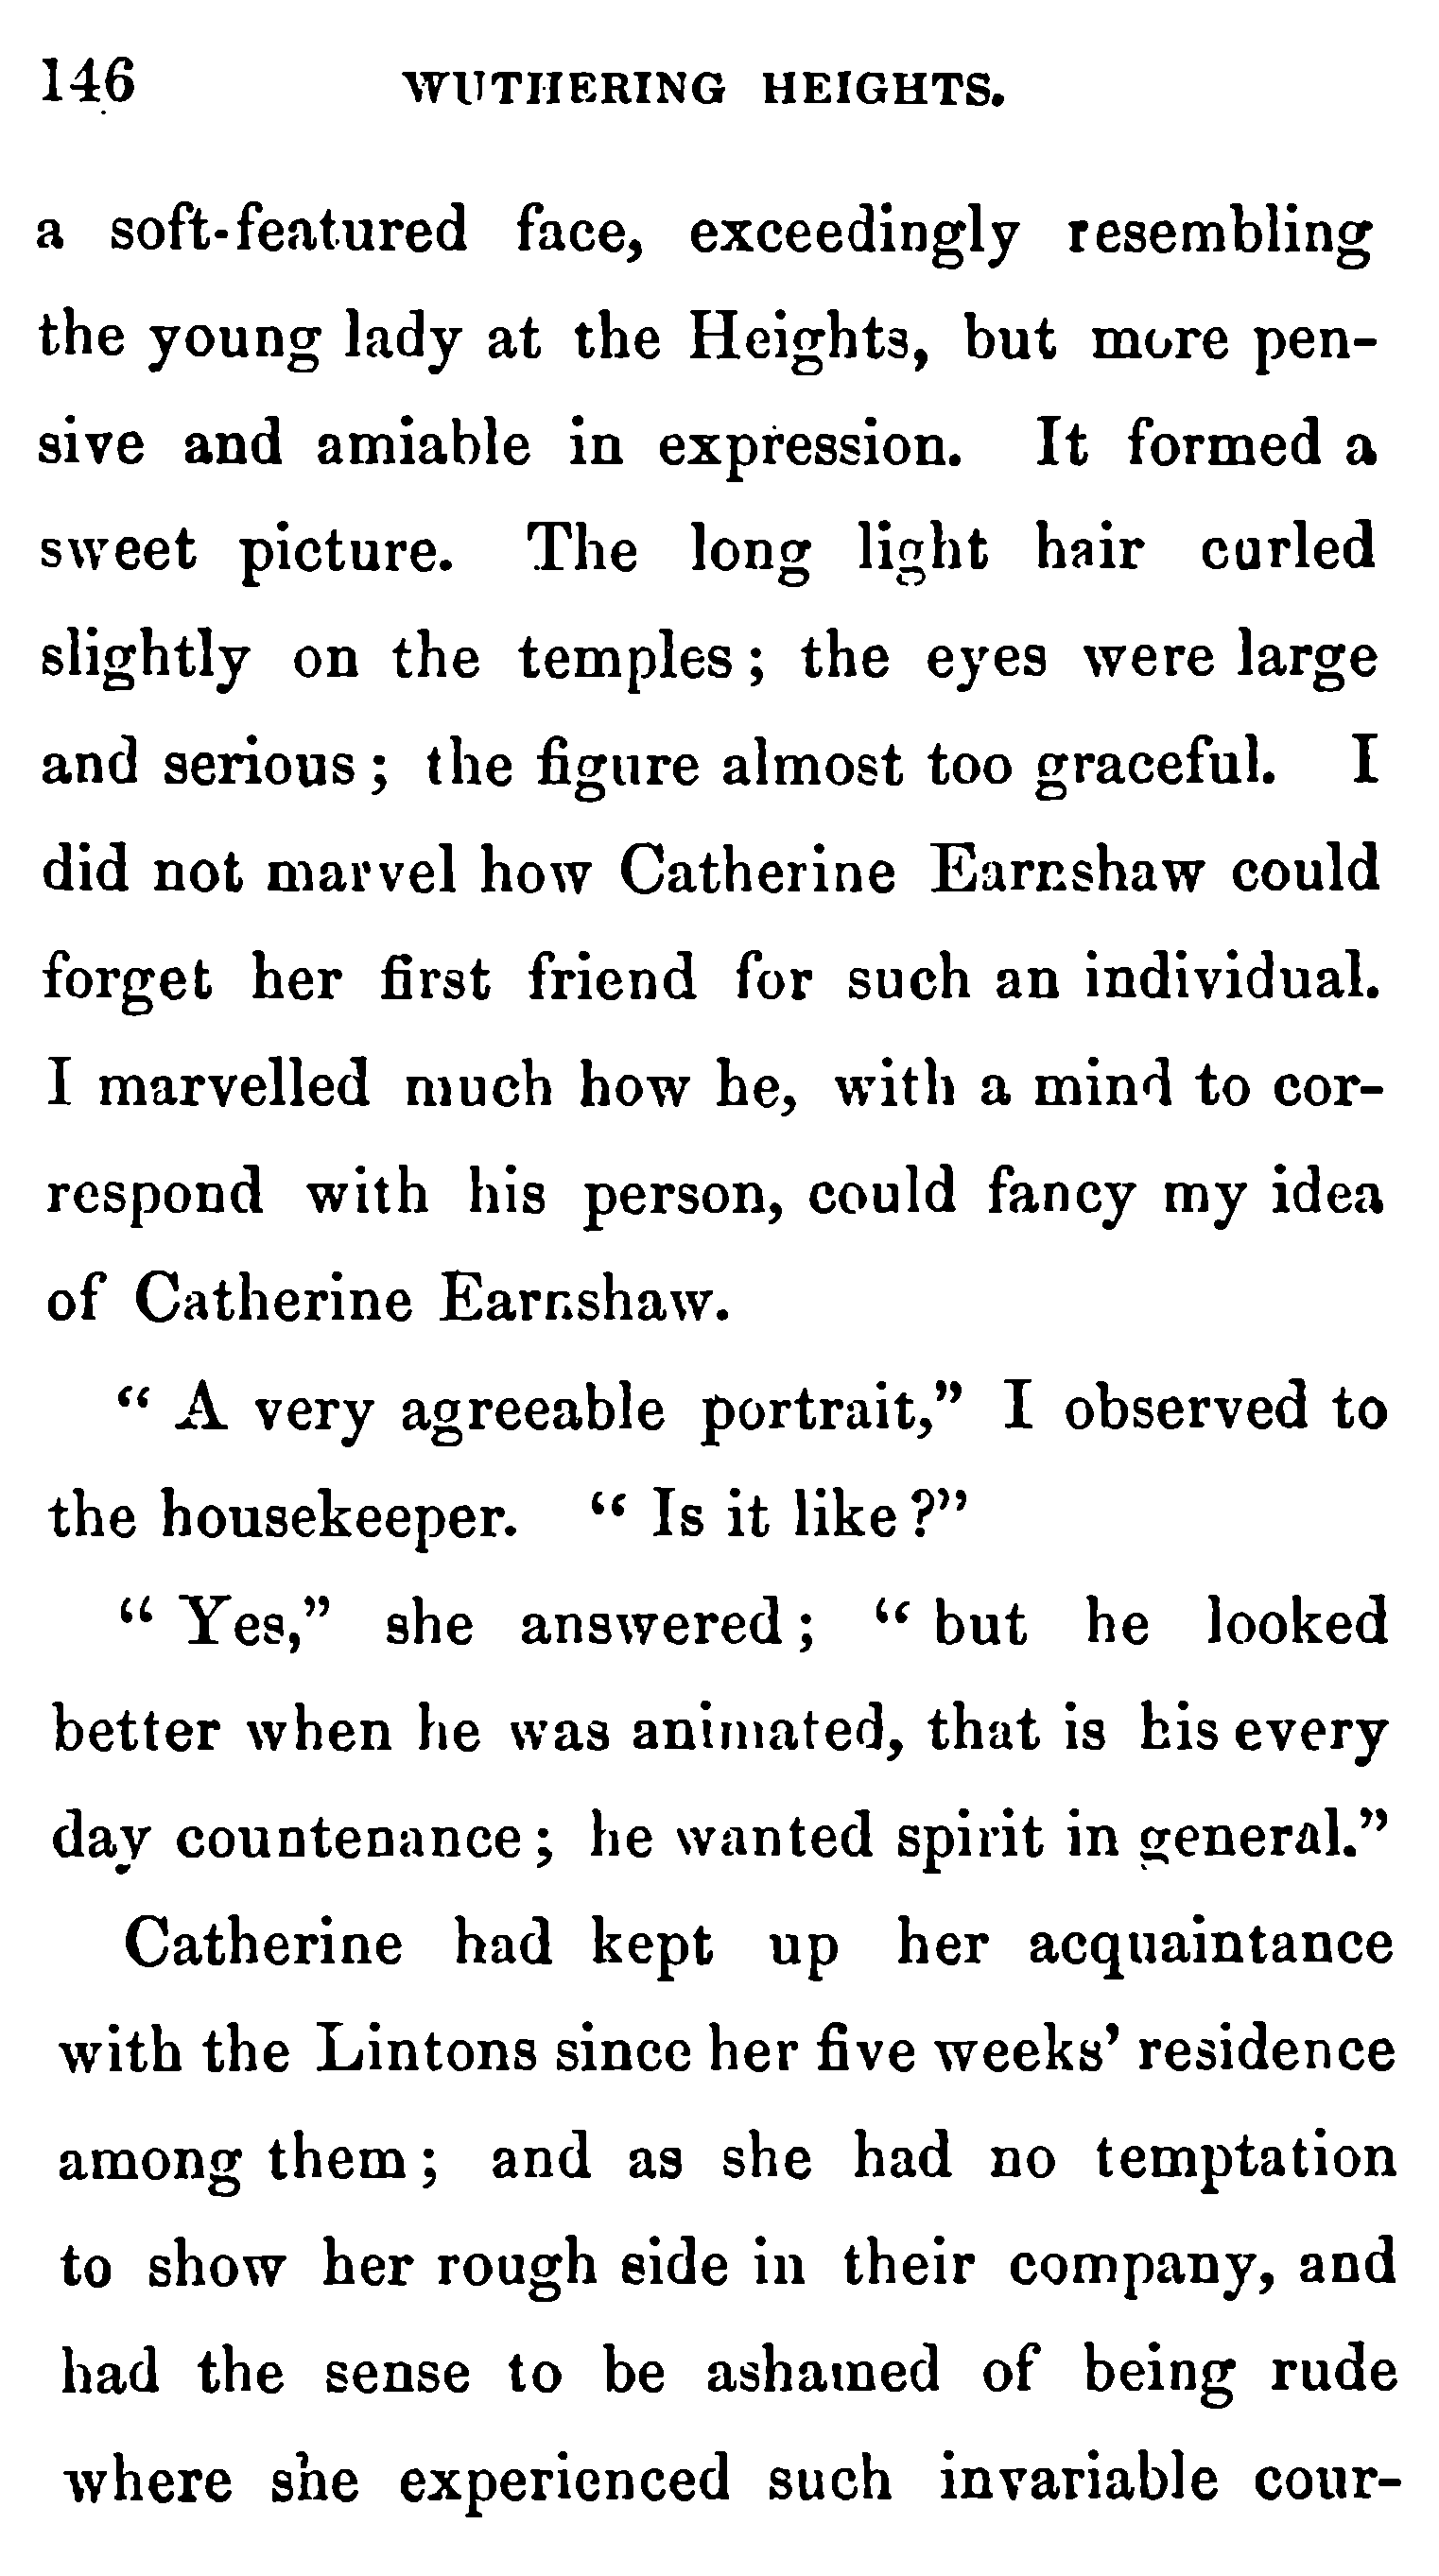 146 WUTHERING HEIGHTS.
a soft-featured face, exceedingly resembling
the young lady at the Heights, but more pen-
sive and amiable in expression. It formed a
sweet picture. The long light hair curled
slightly on the temples; the eyes were large
and serious; the figure almost too graceful. I
did not marvel how Catherine Earnshaw could
forget her first friend for such an individual.
I marvelled much how he, with a mind to cor-
respond with his person, could fancy my idea
of Catherine Earnshaw.
“ A very agreeable portrait,” I observed to
the housekeeper. “ Is it like?”
“ Yes,” she answered; “ but he looked
better when he was animated, that is his every
day countenance; he wanted spirit in general.”
Catherine had kept up her acquaintance
with the Lintons since her five weeks’ residence
among them; and as she had no temptation
to show her rough side in their company, and
had the sense to be ashamed of being rude
where she experienced such invariable cour-